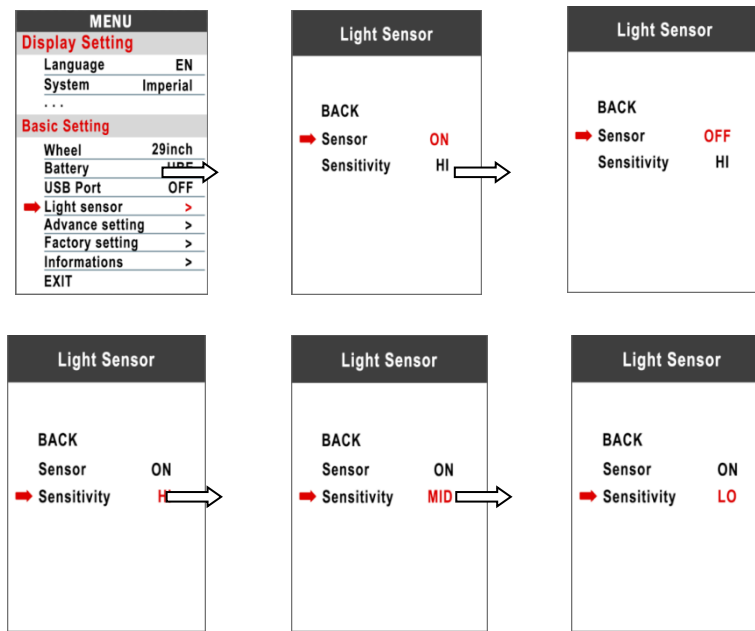 MENU
Display Setting
Language EN
System Imperial
...
Basic Setting
Wheel 29inch
Battery
USB Port OFF
Light sensor >
Advance setting >
Factory setting >
Informations >
EXIT
Light Sensor
BACK
Sensor ON
Sensitivity HI
Light Sensor
BACK
Sensor OFF
Sensitivity HI
Light Sensor
BACK
Sensor ON
Sensitivity
Light Sensor
BACK
Sensor ON
Sensitivity MID
Light Sensor
BACK
Sensor ON
Sensitivity LO